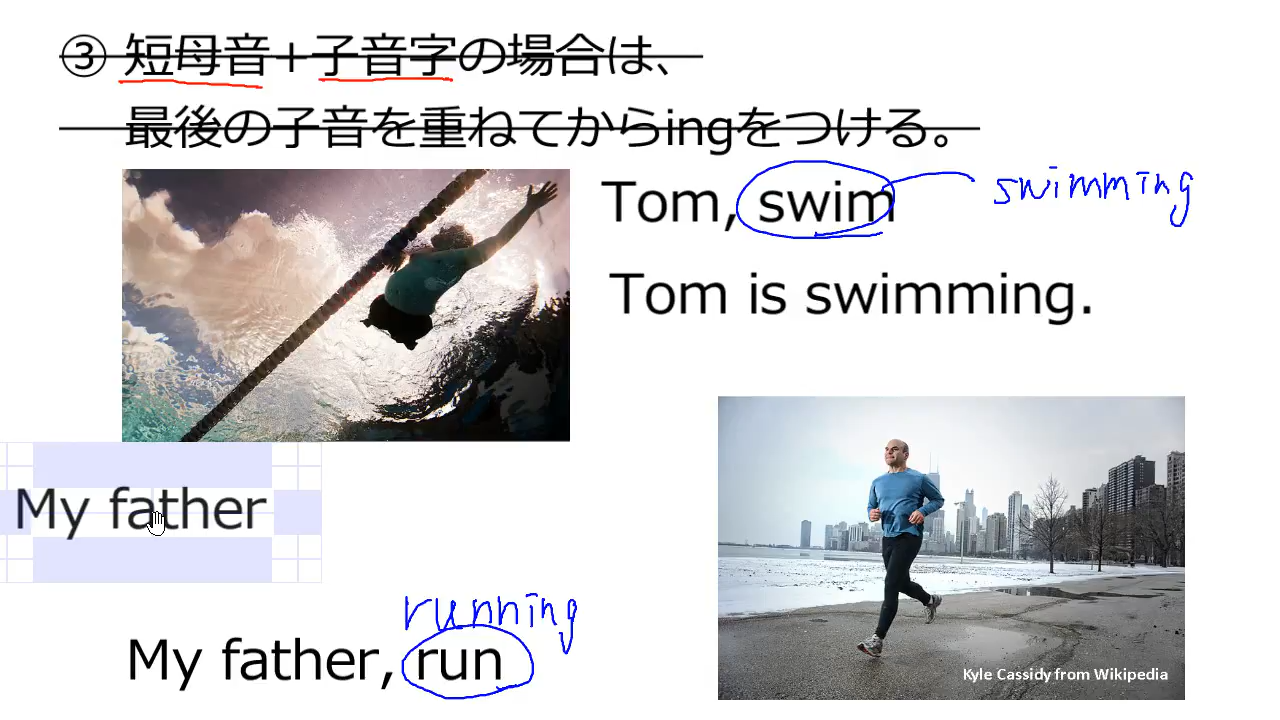 ③ 短母音+子音字の場合は、
最後の子音を重ねてからingをつける。
Tom, swim
swimming
Tom is swimming.
My father
running
My father, run
Kyle Cassidy from Wikipedia